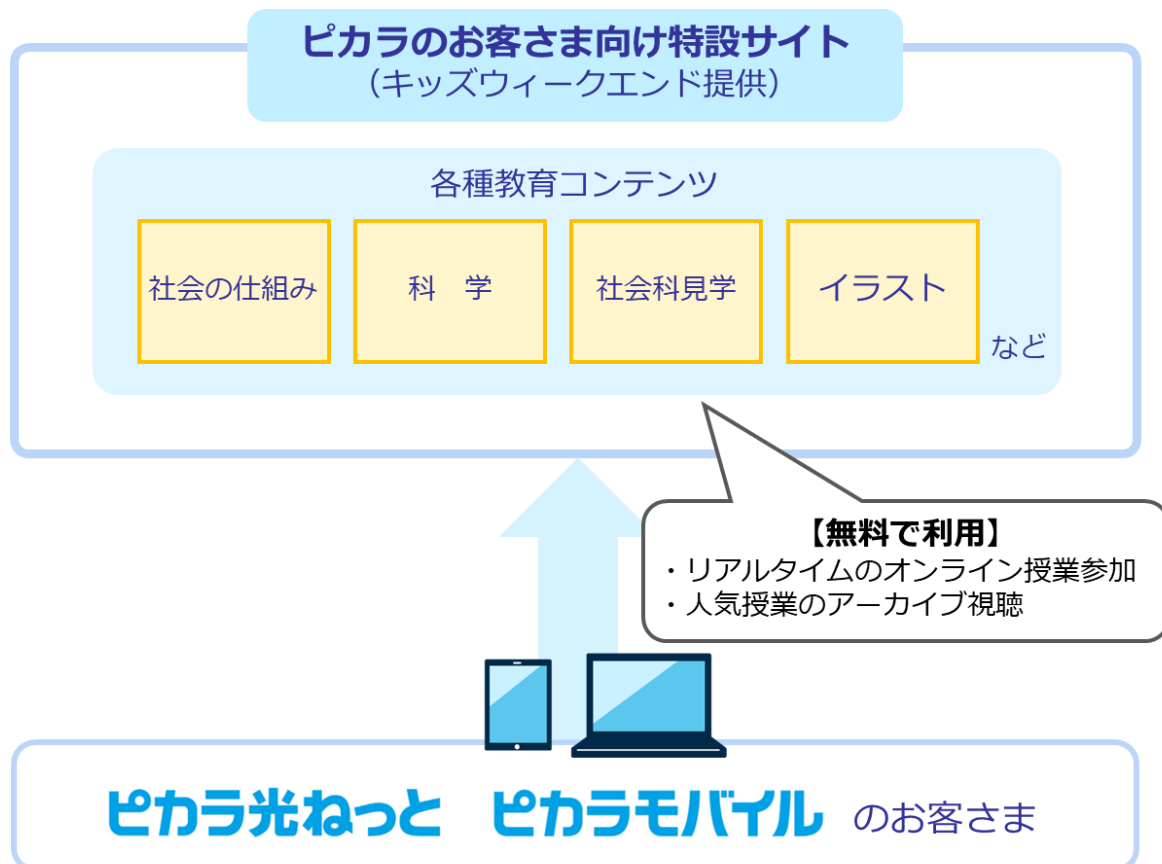 ピカラのお客さま向け特設サイト
（キッズウィークエンド提供）
各種教育コンテンツ
社会の仕組み
科　学
社会科見学
イラスト
など
【無料で利用】
・リアルタイムのオンライン授業参加
・人気授業のアーカイブ視聴
ピカラ光ねっと　ピカラモバイル のお客さま